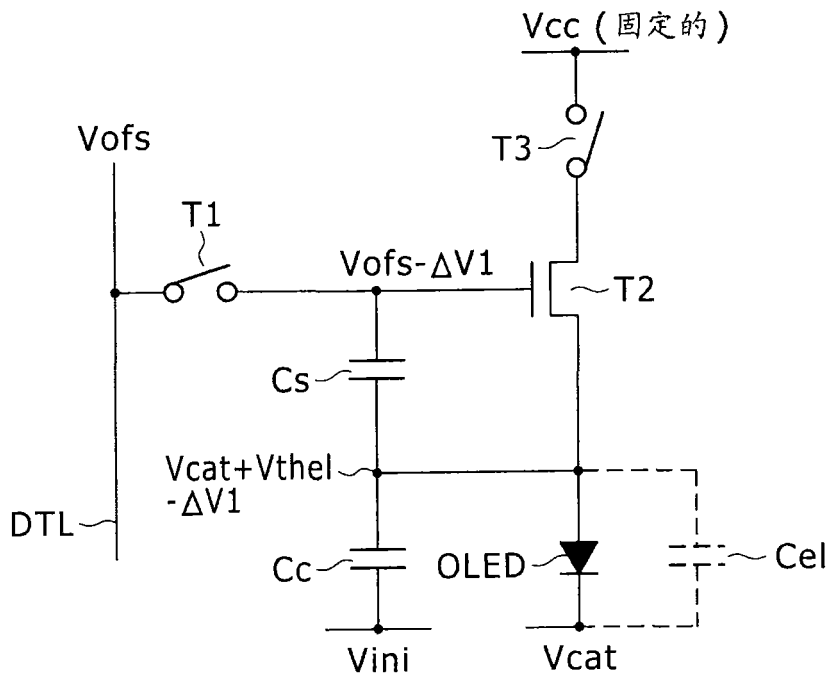 Vcc (固定的)
T3
Vofs
T1
Vofs-ΔV1
T2
Cs
Vcat+Vthel
-ΔV1
DTL
Cc
OLED
Cel
Vini
Vcat